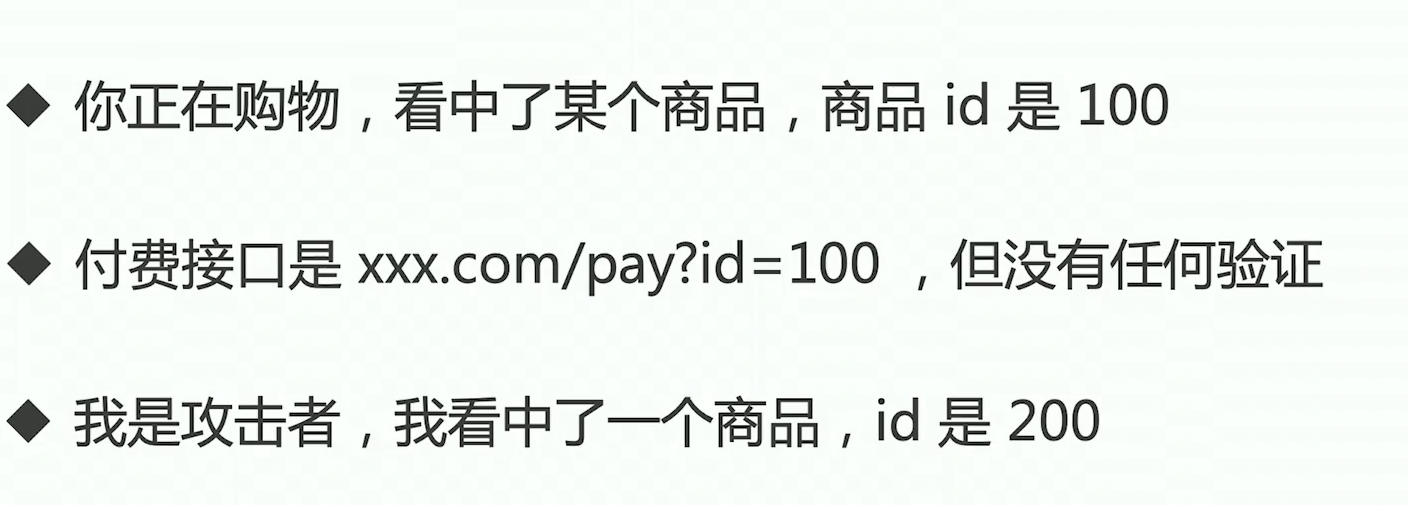 ◆ 你正在购物，看中了某个商品，商品 id 是 100
◆ 付费接口是 xxx.com/pay?id=100 ，但没有任何验证
◆ 我是攻击者，我看中了一个商品，id 是 200